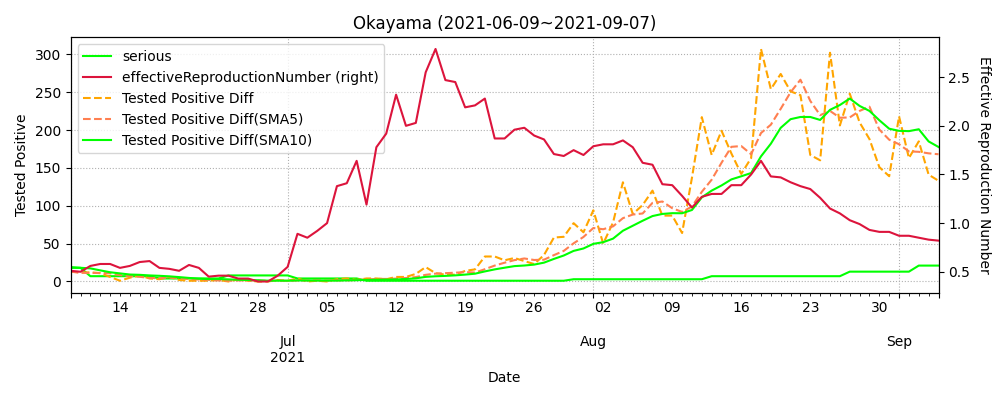 Okayama (2021-06-09~2021-09-07)
serious
effectiveReproductionNumber (right)
Tested Positive Diff
Tested Positive Diff(SMA5)
Tested Positive Diff(SMA10)
Tested Positive
300
250
200
150
100
50
0
2.5
2.0
1.5
1.0
0.5
Effective Reproduction Number
14 21 28 05 12 19 26 02 09 16 23 30
Jul Aug Sep
2021
Date